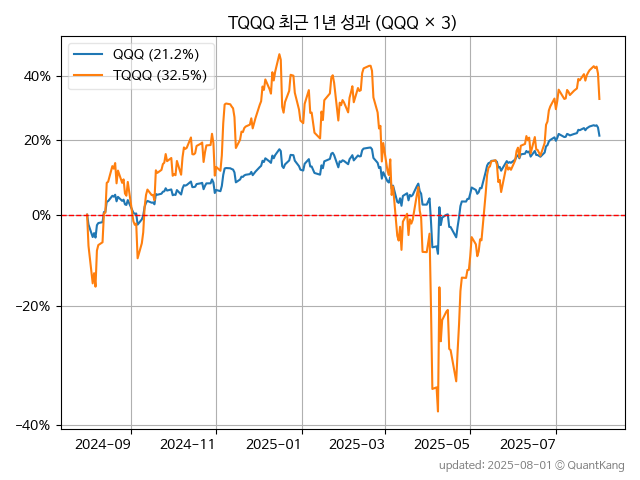 TQQQ 최근 1년 성과 (QQQ × 3)
QQQ (21.2%)
TQQQ (32.5%)
40%
20%
0%
−20%
−40%
2024-09
2024-11
2025-01
2025-03
2025-05
2025-07
updated: 2025-08-01 © QuantKang